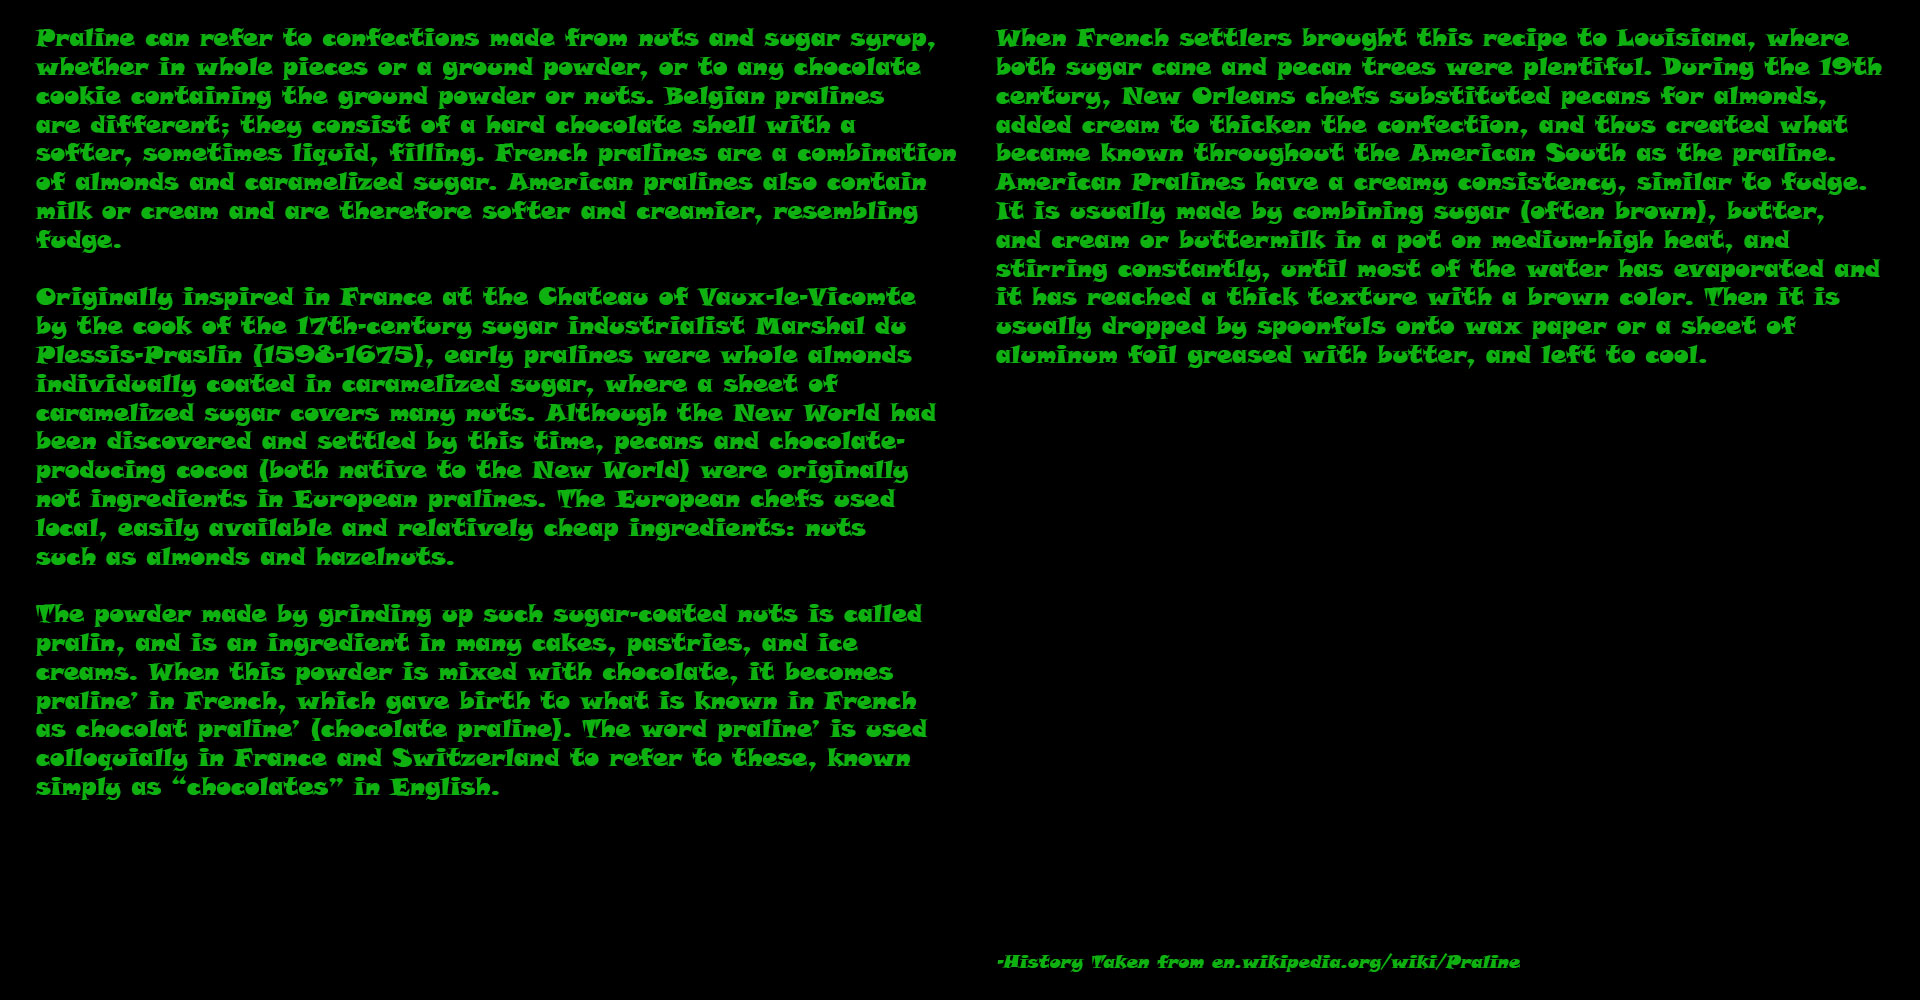 Praline can refer to confections made from nuts and sugar syrup,
whether in whole pieces or a ground powder, or to any chocolate
cookie containing the ground powder or nuts. Belgian pralines
are different; they consist of a hard chocolate shell with a
softer, sometimes liquid, filling. French pralines are a combination
of almonds and caramelized sugar. American pralines also contain
milk or cream and are therefore softer and creamier, resembling
fudge.

Originally inspired in France at the Chateau of Vaux-le-Vicomte
by the cook of the 17th-century sugar industrialist Marshal du
Plessis-Praslin (1598-1675), early pralines were whole almonds
individually coated in caramelized sugar, where a sheet of
caramelized sugar covers many nuts. Although the New World had
been discovered and settled by this time, pecans and chocolate-
producing cocoa (both native to the New World) were originally
not ingredients in European pralines. The European chefs used
local, easily available and relatively cheap ingredients: nuts
such as almonds and hazelnuts.

The powder made by grinding up such sugar-coated nuts is called
pralin, and is an ingredient in many cakes, pastries, and ice
creams. When this powder is mixed with chocolate, it becomes
praline’ in French, which gave birth to what is known in French
as chocolat praline’ (chocolate praline). The word praline’ is used
colloquially in France and Switzerland to refer to these, known
simply as “chocolates” in English.

When French settlers brought this recipe to Louisiana, where
both sugar cane and pecan trees were plentiful. During the 19th
century, New Orleans chefs substituted pecans for almonds,
added cream to thicken the confection, and thus created what
became known throughout the American South as the praline.
American Pralines have a creamy consistency, similar to fudge.
It is usually made by combining sugar (often brown), butter,
and cream or buttermilk in a pot on medium-high heat, and
stirring constantly, until most of the water has evaporated and
it has reached a thick texture with a brown color. Then it is
usually dropped by spoonfuls onto wax paper or a sheet of
aluminum foil greased with butter, and left to cool.

-History Taken from en.wikipedia.org/wiki/Praline